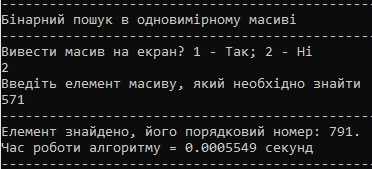 ------------------------------------------------
Бінарний пошук в одновимірному масиві
------------------------------------------------
Вивести масив на екран? 1 - Так; 2 - Ні
2
Введіть елемент масиву, який необхідно знайти
571
------------------------------------------------
Елемент знайдено, його порядковий номер: 791.
Час роботи алгоритму = 0.0005549 секунд
------------------------------------------------